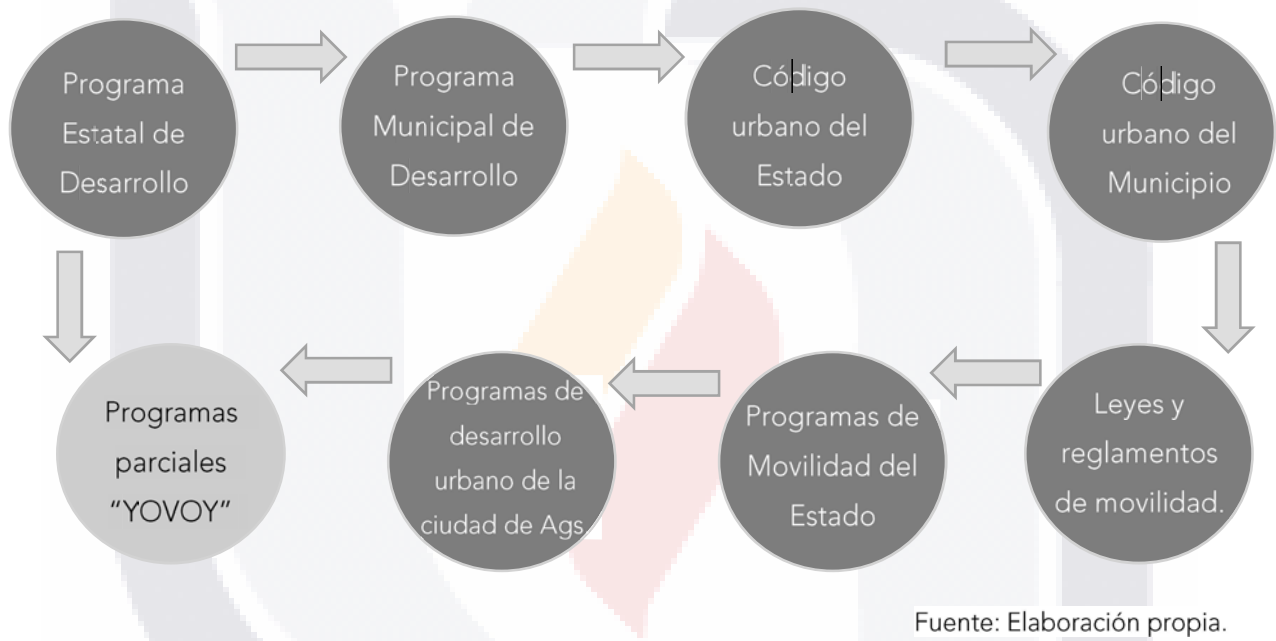 Programa
Estatal de
Desarrollo
Programa
Municipal de
Desarrollo
Código
urbano del
Estado
Código
urbano del
Municipio
Programas
parciales
“YOVOY”
Programas de
desarrollo
urbano de la
ciudad de Ags
Programas de
Movilidad del
Estado
Leyes y
reglamentos
de movilidad.
Fuente: Elaboración propia.